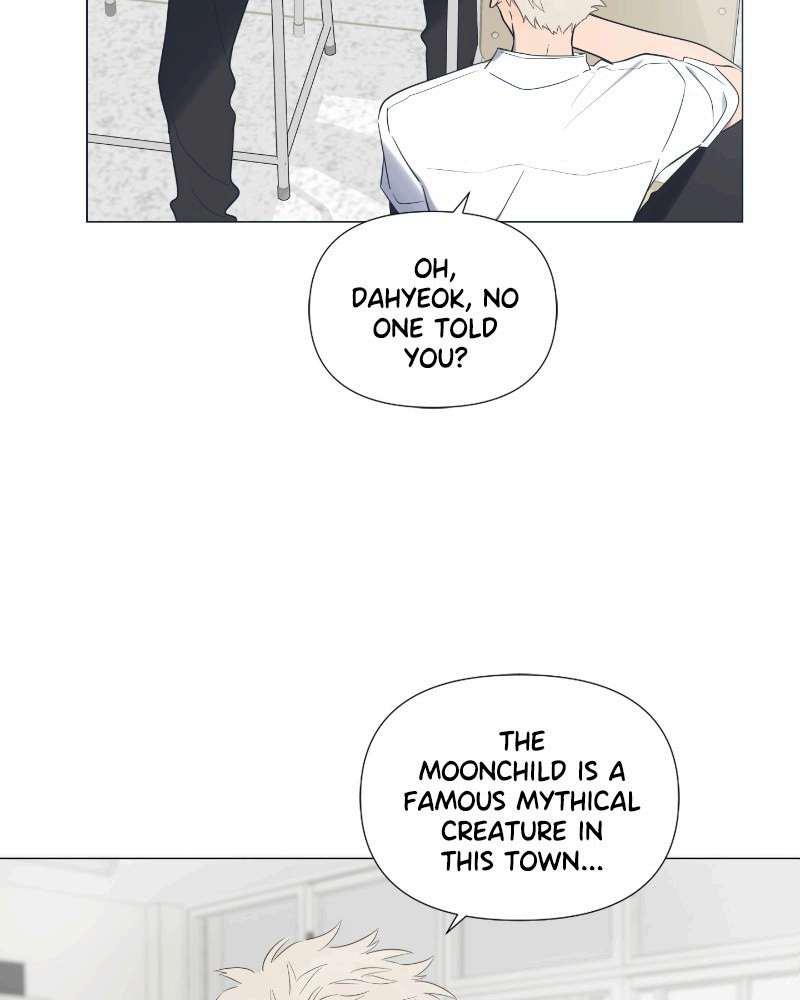 OH,
DAHYEOK, NO
ONE TOLD
YOU?
THE
MOONCHILD IS A
FAMOUS MYTHICAL
CREATURE IN
THIS TOWN...